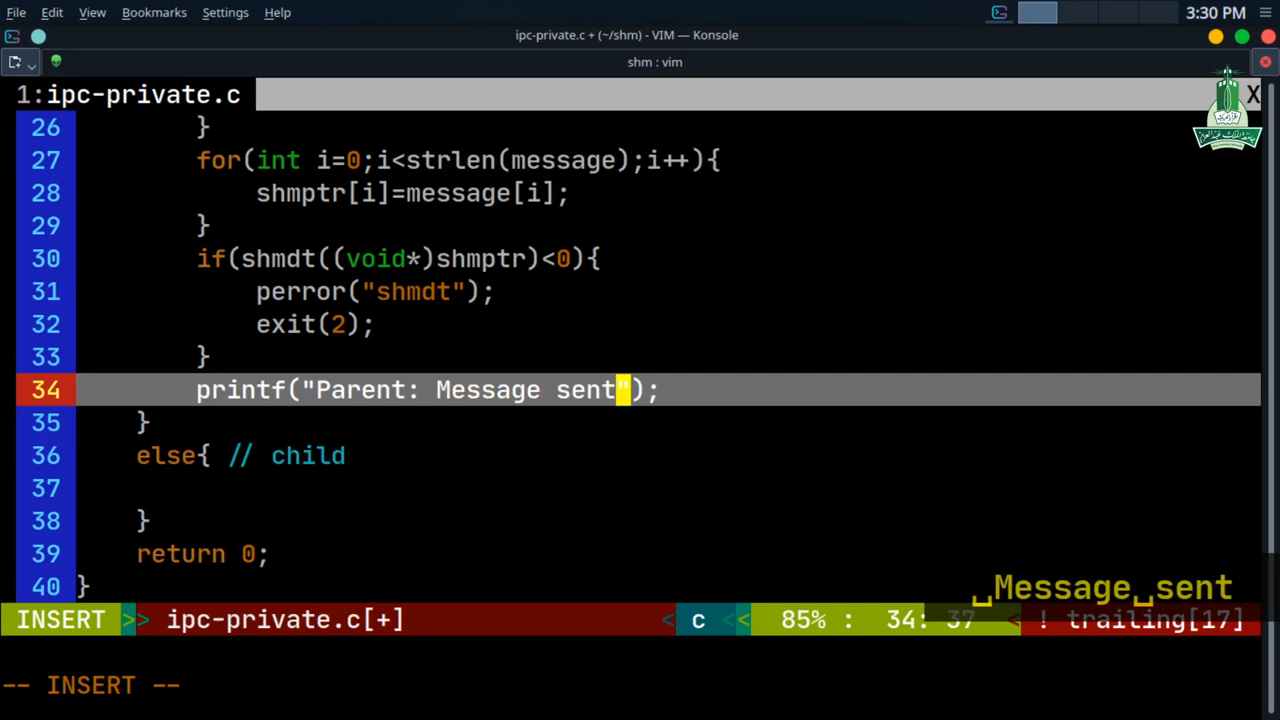 File Edit View Bookmarks Settings Help 3:30 PM
ipc-private.c + (~/shm) - VIM — Konsole
shm : vim
1:ipc-private.c X
26 }
27 for(int i=0;i<strlen(message);i++){
28 shmptr[i]=message[i];
29 }
30 if(shmdt((void*)shmptr)<0){
31 perror("shmdt");
32 exit(2);
33 }
34 printf("Parent: Message sent");
35 }
36 else{ // child
37
38 }
39 return 0;
40 }
␣Message␣sent
INSERT >> ipc-private.c[+] < c << 85% : 34: 37 < ! trailing[17]
-- INSERT --